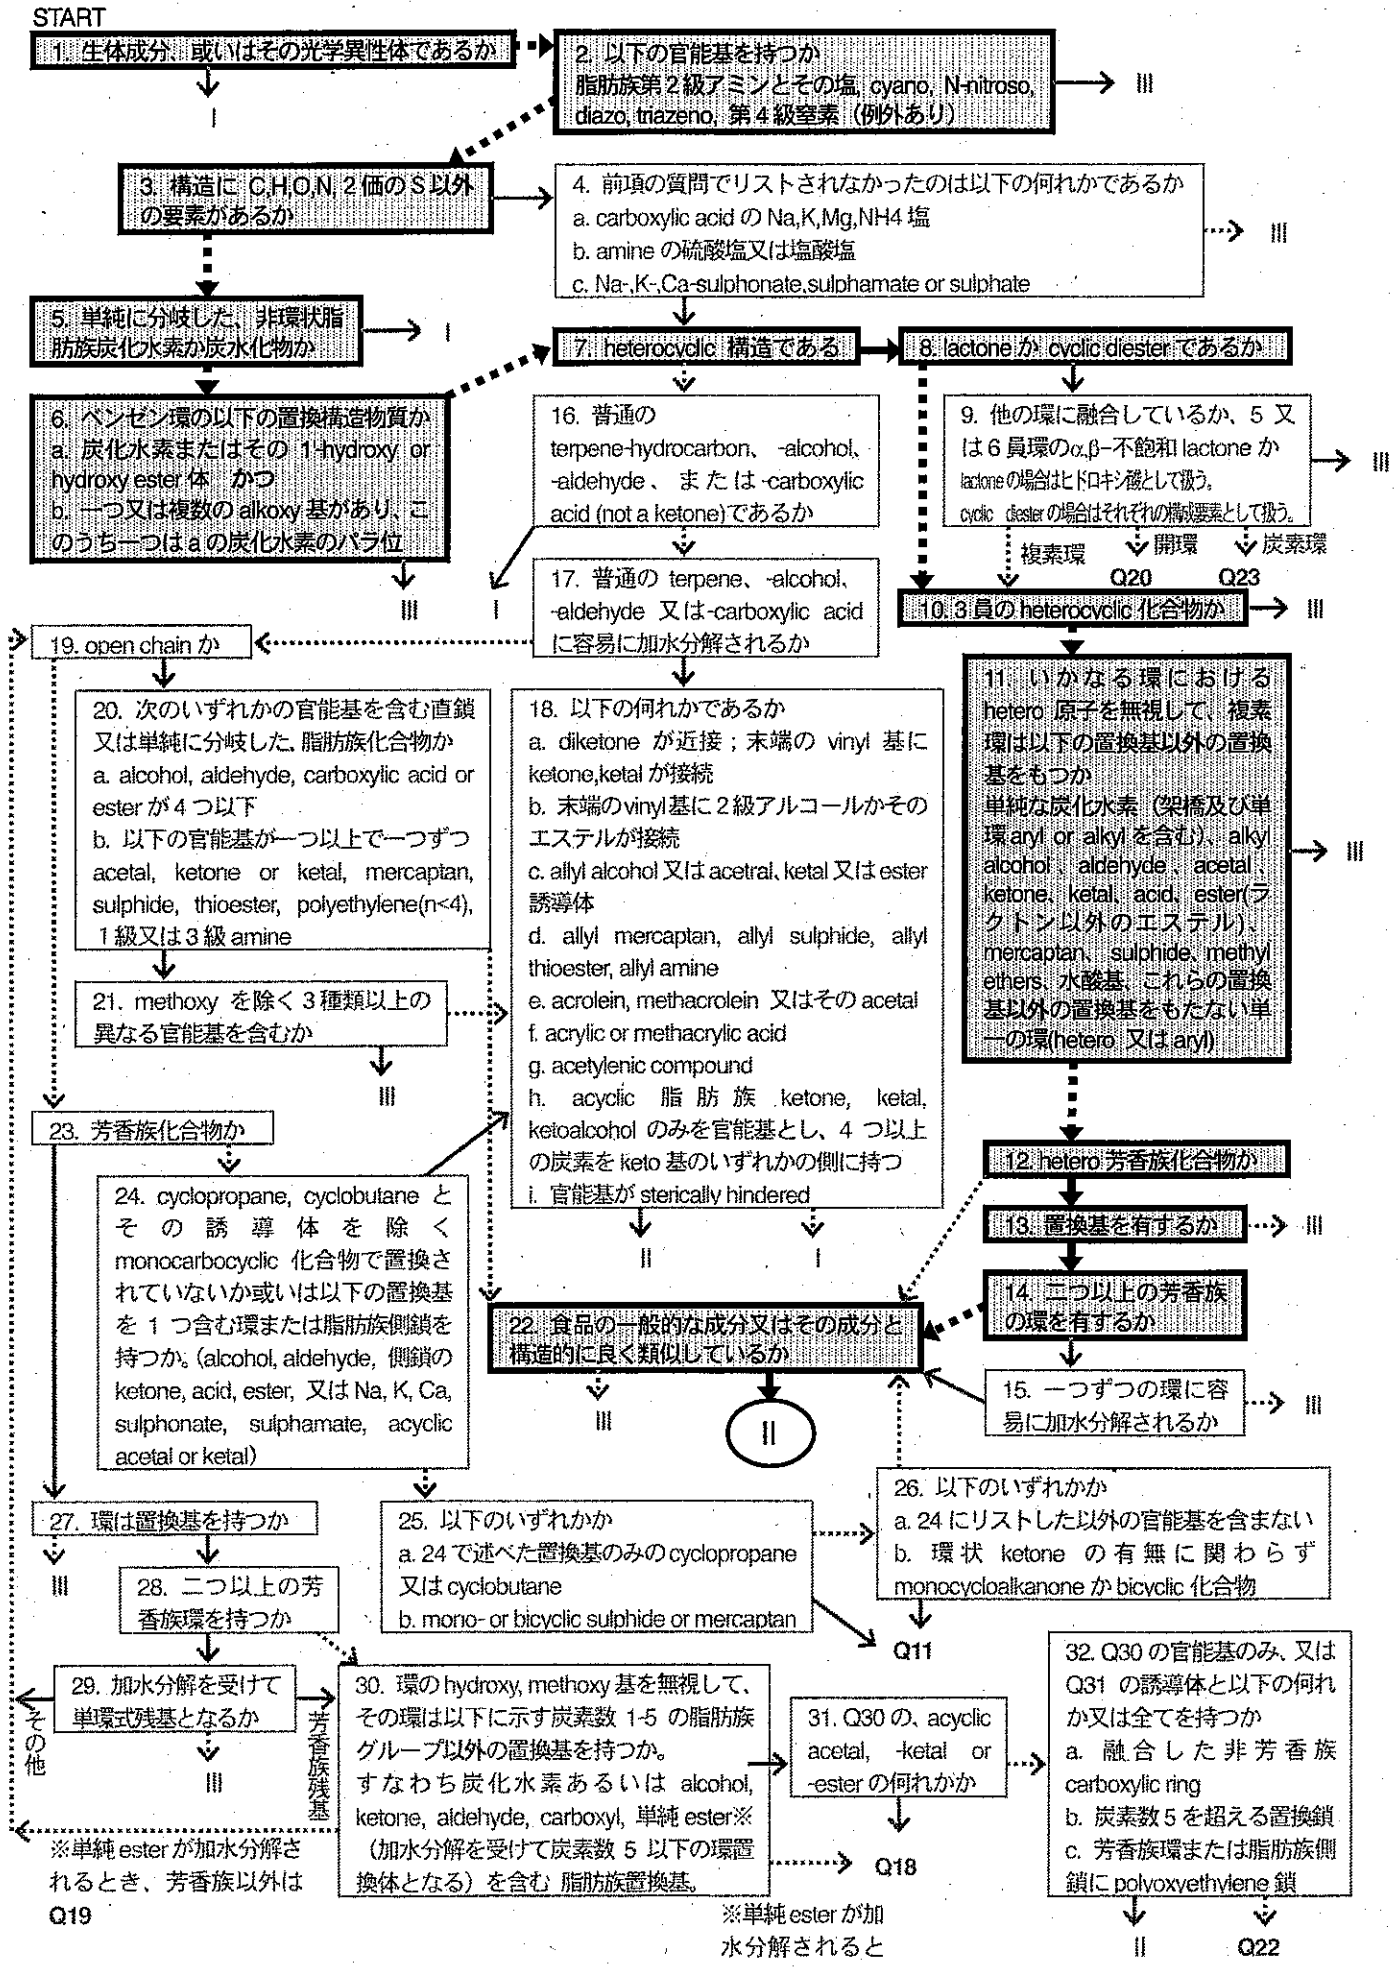 START
1. 生体成分、或いはその光学異性体であるか
I
2. 以下の官能基を持つか
脂肪族第2級アミンとその塩, cyano, N-nitroso,
diazo, triazeno, 第4級窒素（例外あり）
III
3. 構造に C,H,O,N, 2価のS以外
の要素があるか
4. 前項の質問でリストされなかったのは以下の何れかであるか
a. carboxylic acid の Na,K,Mg,NH4 塩
b. amine の硫酸塩又は塩酸塩
c. Na-,K-,Ca-sulphonate,sulphamate or sulphate
III
5. 単純に分岐した、非環状脂
肪族炭化水素か炭水化物か
I
6. ベンゼン環の以下の置換構造物質か
a. 炭化水素またはその 1-hydroxy or
hydroxy ester 体　かつ
b. 一つ又は複数の alkoxy 基があり、こ
のうち一つは a の炭化水素のパラ位
III
7. heterocyclic 構造である
8. lactone か cyclic diester であるか
9. 他の環に融合しているか、5 又
は6員環のα,β−不飽和 lactone か
lactone の場合はヒドロキシ酸として扱う。
cyclic diester の場合はそれぞれの構成要素として扱う。
III
複素環
開環
炭素環
Q20
Q23
10. 3 員の heterocyclic 化合物か
III
11. いかなる環における
hetero 原子を無視して、複素
環は以下の置換基以外の置換
基をもつか
単純な炭化水素（架橋及び単
環 aryl or alkyl を含む）、alkyl
alcohol、aldehyde、acetal、
ketone、ketal、acid、ester(ラ
クトン以外のエステル)、
mercaptan、sulphide、methyl
ethers、水酸基、これらの置換
基以外の置換基をもたない単
一の環(hetero 又は aryl)
III
12. hetero 芳香族化合物か
13. 置換基を有するか
III
14. 二つ以上の芳香族
の環を有するか
15. 一つずつの環に容
易に加水分解されるか
III
16. 普通の
terpene-hydrocarbon、-alcohol、
-aldehyde、または-carboxylic
acid (not a ketone)であるか
I
17. 普通の terpene、-alcohol、
-aldehyde 又は-carboxylic acid
に容易に加水分解されるか
18. 以下の何れかであるか
a. diketone が近接；末端の vinyl 基に
ketone,ketal が接続
b. 末端のvinyl基に2級アルコールかその
エステルが接続
c. allyl alcohol 又は acetral、ketal 又は ester
誘導体
d. allyl mercaptan, allyl sulphide, allyl
thioester, allyl amine
e. acrolein, methacrolein 又はその acetal
f. acrylic or methacrylic acid
g. acetylenic compound
h. acyclic 脂肪族 ketone, ketal,
ketoalcohol のみを官能基とし、4 つ以上
の炭素を keto 基のいずれかの側に持つ
i. 官能基が sterically hindered
II
I
19. open chain か
20. 次のいずれかの官能基を含む直鎖
又は単純に分岐した、脂肪族化合物か
a. alcohol, aldehyde, carboxylic acid or
ester が 4 つ以下
b. 以下の官能基が一つ以上で一つずつ
acetal, ketone or ketal, mercaptan,
sulphide, thioester, polyethylene(n<4),
1級又は3級 amine
21. methoxy を除く3種類以上の
異なる官能基を含むか
III
22. 食品の一般的な成分又はその成分と
構造的に良く類似しているか
III
II
23. 芳香族化合物か
24. cyclopropane, cyclobutane と
その誘導体を除く
monocarbocyclic 化合物で置換さ
れていないか或いは以下の置換基
を 1 つ含む環または脂肪族側鎖を
持つか。(alcohol, aldehyde, 側鎖の
ketone, acid, ester, 又は Na, K, Ca,
sulphonate, sulphamate, acyclic
acetal or ketal)
25. 以下のいずれかか
a. 24 で述べた置換基のみの cyclopropane
又は cyclobutane
b. mono- or bicyclic sulphide or mercaptan
26. 以下のいずれかか
a. 24 にリストした以外の官能基を含まない
b. 環状 ketone の有無に関わらず
monocycloalkanone か bicyclic 化合物
Q11
27. 環は置換基を持つか
III
28. 二つ以上の芳
香族環を持つか
29. 加水分解を受けて
単環式残基となるか
その他
芳香族残基
III
※単純 ester が加水分解さ
れるとき、芳香族以外は
Q19
30. 環の hydroxy, methoxy 基を無視して、
その環は以下に示す炭素数 1-5 の脂肪族
グループ以外の置換基を持つか。
すなわち炭化水素あるいは alcohol,
ketone, aldehyde, carboxyl, 単純 ester※
（加水分解を受けて炭素数 5 以下の環置
換体となる）を含む 脂肪族置換基。
※単純 ester が加
水分解されると
31. Q30 の、acyclic
acetal, -ketal or
-ester の何れかか
Q18
32. Q30 の官能基のみ、又は
Q31 の誘導体と以下の何れ
か又は全てを持つか
a. 融合した非芳香族
carboxylic ring
b. 炭素数 5 を超える置換鎖
c. 芳香族環または脂肪族側
鎖に polyoxyethylene 鎖
II
Q22